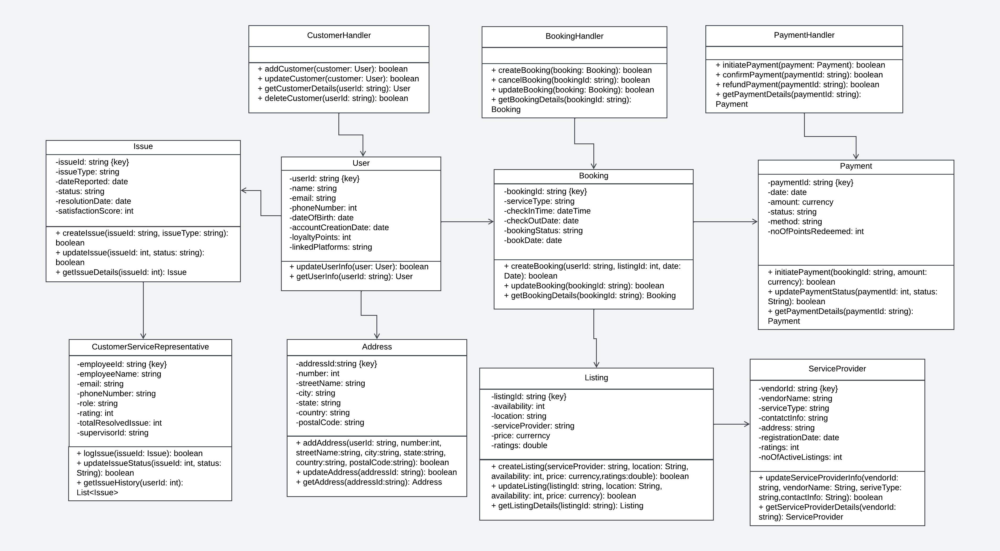 CustomerHandler
+ addCustomer(customer: User): boolean
+ updateCustomer(customer: User): boolean
+ getCustomerDetails(userId: string): User
+ deleteCustomer(userId: string): boolean
BookingHandler
+ createBooking(booking: Booking): boolean
+ cancelBooking(bookingId: string): boolean
+ updateBooking(booking: Booking): boolean
+ getBookingDetails(bookingId: string):
Booking
PaymentHandler
+ initiatePayment(payment: Payment): boolean
+ confirmPayment(paymentId: string): boolean
+ refundPayment(paymentId: string): boolean
+ getPaymentDetails(paymentId: string):
Payment
Issue
-issueId: string {key}
-issueType: string
-dateReported: date
-status: string
-resolutionDate: date
-satisfactionScore: int
+ createIssue(issueId: string, issueType: string):
boolean
+ updateIssue(issueId: int, status: string):
boolean
+ getIssueDetails(issueId: int): Issue
User
-userId: string {key}
-name: string
-email: string
-phoneNumber: int
-dateOfBirth: date
-accountCreationDate: date
-loyaltyPoints: int
-linkedPlatforms: string
+ updateUserInfo(user: User): boolean
+ getUserInfo(userId: string): User
Booking
-bookingId: string {key}
-serviceType: string
-checkInTime: dateTime
-checkOutDate: date
-bookingStatus: string
-bookDate: date
+ createBooking(userId: string, listingId: int, date:
Date): boolean
+ updateBooking(bookingId: string): boolean
+ getBookingDetails(bookingId: string): Booking
Payment
-paymentId: string {key}
-date: date
-amount: currency
-status: string
-method: string
-noOfPointsRedeemed: int
+ initiatePayment(bookingId: string, amount:
currency): boolean
+ updatePaymentStatus(paymentId: int, status:
String): boolean
+ getPaymentDetails(paymentId: string):
Payment
CustomerServiceRepresentative
-employeeId: string {key}
-employeeName: string
-email: string
-phoneNumber: string
-role: string
-rating: int
-totalResolvedIssue: int
-supervisorId: string
+ logIssue(issueId: Issue): boolean
+ updateIssueStatus(issueId: int, status:
String): boolean
+ getIssueHistory(userId: int):
List<Issue>
Address
-addressId:string {key}
-number: int
-streetName: string
-city: string
-state: string
-country: string
-postalCode: string
+ addAddress(userId: string, number:int,
streetName:string, city:string, state:string,
country:string, postalCode:string): boolean
+ updateAddress(addressId: string): boolean
+ getAddress(addressId:string): Address
Listing
-listingId: string {key}
-availability: int
-location: string
-serviceProvider: string
-price: currerncy
-ratings: double
+ createListing(serviceProvider: string, location: String,
availability: int, price: currency,ratings:double): boolean
+ updateListing(listingId: string, location: String,
availability: int, price: currency): boolean
+ getListingDetails(listingId: string): Listing
ServiceProvider
-vendorId: string {key}
-vendorName: string
-serviceType: string
-contatctInfo: string
-address: string
-registrationDate: date
-ratings: int
-noOfActiveListings: int
+ updateServiceProviderInfo(vendorId:
string, vendorName: String, seriveType:
string,contactInfo: String): boolean
+ getServiceProviderDetails(vendorId:
string): ServiceProvider